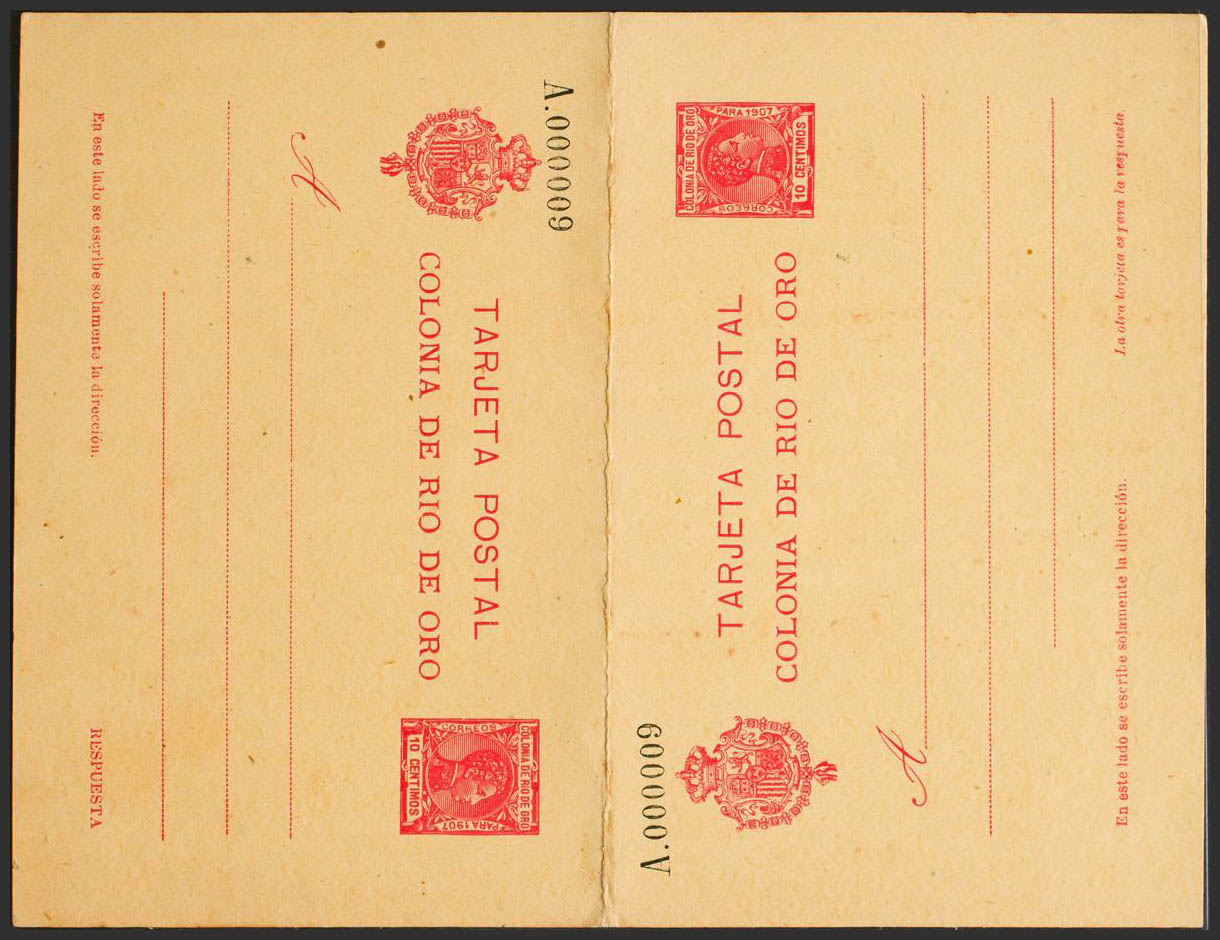 A.000009
TARJETA POSTAL
COLONIA DE RIO DE ORO
COLONIA DE RIO DE ORO
PARA 1907
CORREOS
10 CENTIMOS
A
La otra tarjeta es para la respuesta.
En este lado se escribe solamente la dirección.
A.000009
TARJETA POSTAL
COLONIA DE RIO DE ORO
COLONIA DE RIO DE ORO
CORREOS
PARA 1907
10 CENTIMOS
A
En este lado se escribe solamente la dirección.
RESPUESTA